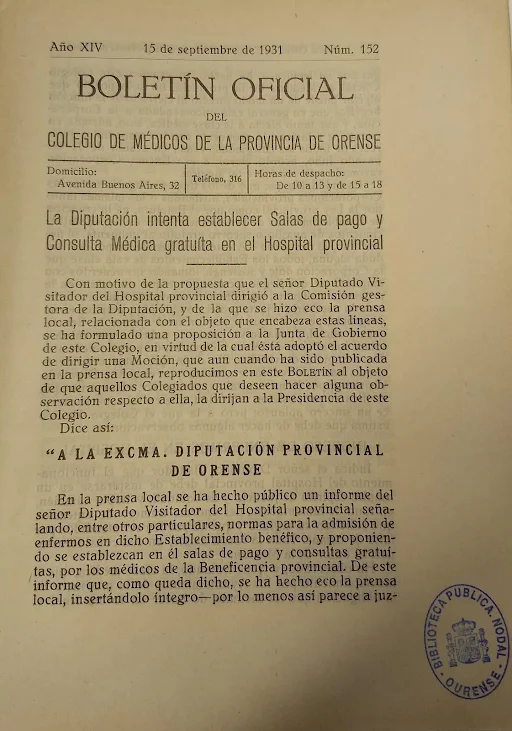 Año XIV 15 de septiembre de 1931 Núm. 152
BOLETÍN OFICIAL
DEL
COLEGIO DE MÉDICOS DE LA PROVINCIA DE ORENSE
Domicilio:
Avenida Buenos Aires, 32
Teléfono, 316
Horas de despacho:
De 10 a 13 y de 15 a 18
La Diputación intenta establecer Salas de pago y
Consulta Médica gratuíta en el Hospital provincial
Con motivo de la propuesta que el señor Diputado Vi-
sitador del Hospital provincial dirigió a la Comisión ges-
tora de la Diputación, y de la que se hizo eco la prensa
local, relacionada con el objeto que encabeza estas líneas,
se ha formulado una proposición a la Junta de Gobierno
de este Colegio, en virtud de la cual ésta adoptó el acuerdo
de dirigir una Moción, que aun cuando ha sido publicada
en la prensa local, reproducimos en este BOLETÍN al objeto
de que aquellos Colegiados que deseen hacer alguna ob-
servación respecto a ella, la dirijan a la Presidencia de este
Colegio.
Dice así:
“A LA EXCMA. DIPUTACIÓN PROVINCIAL
DE ORENSE
En la prensa local se ha hecho público un informe del
señor Diputado Visitador del Hospital provincial seña-
lando, entre otros particulares, normas para la admisión de
enfermos en dicho Establecimiento benéfico, y proponien-
do se establezcan en él salas de pago y consultas gratuí-
tas, por los médicos de la Beneficencia provincial. De este
informe que, como queda dicho, se ha hecho eco la prensa
local, insertándolo íntegro—por lo menos así parece a juz-
BIBLIOTECA PÚBLICA NODAL
OURENSE